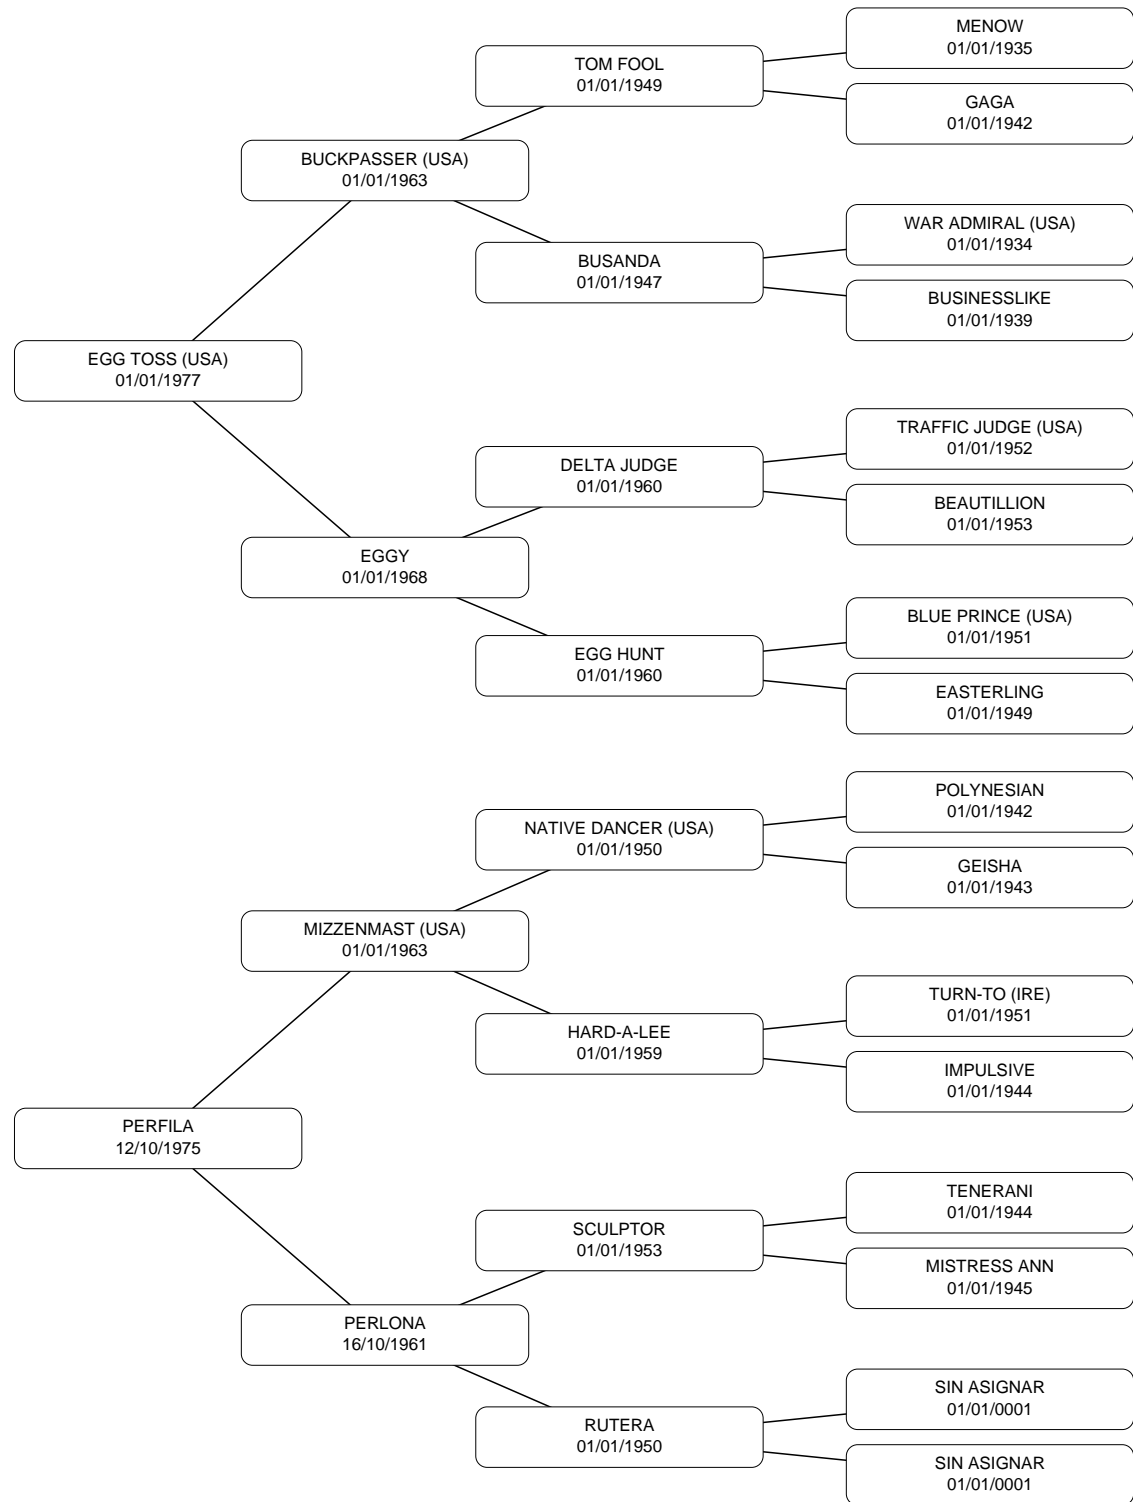 MENOW
01/01/1935
TOM FOOL
01/01/1949
GAGA
01/01/1942
BUCKPASSER (USA)
01/01/1963
WAR ADMIRAL (USA)
01/01/1934
BUSANDA
01/01/1947
BUSINESSLIKE
01/01/1939
EGG TOSS (USA)
01/01/1977
TRAFFIC JUDGE (USA)
01/01/1952
DELTA JUDGE
01/01/1960
BEAUTILLION
01/01/1953
EGGY
01/01/1968
BLUE PRINCE (USA)
01/01/1951
EGG HUNT
01/01/1960
EASTERLING
01/01/1949
POLYNESIAN
01/01/1942
NATIVE DANCER (USA)
01/01/1950
GEISHA
01/01/1943
MIZZENMAST (USA)
01/01/1963
TURN-TO (IRE)
01/01/1951
HARD-A-LEE
01/01/1959
IMPULSIVE
01/01/1944
PERFILA
12/10/1975
TENERANI
01/01/1944
SCULPTOR
01/01/1953
MISTRESS ANN
01/01/1945
PERLONA
16/10/1961
SIN ASIGNAR
01/01/0001
RUTERA
01/01/1950
SIN ASIGNAR
01/01/0001